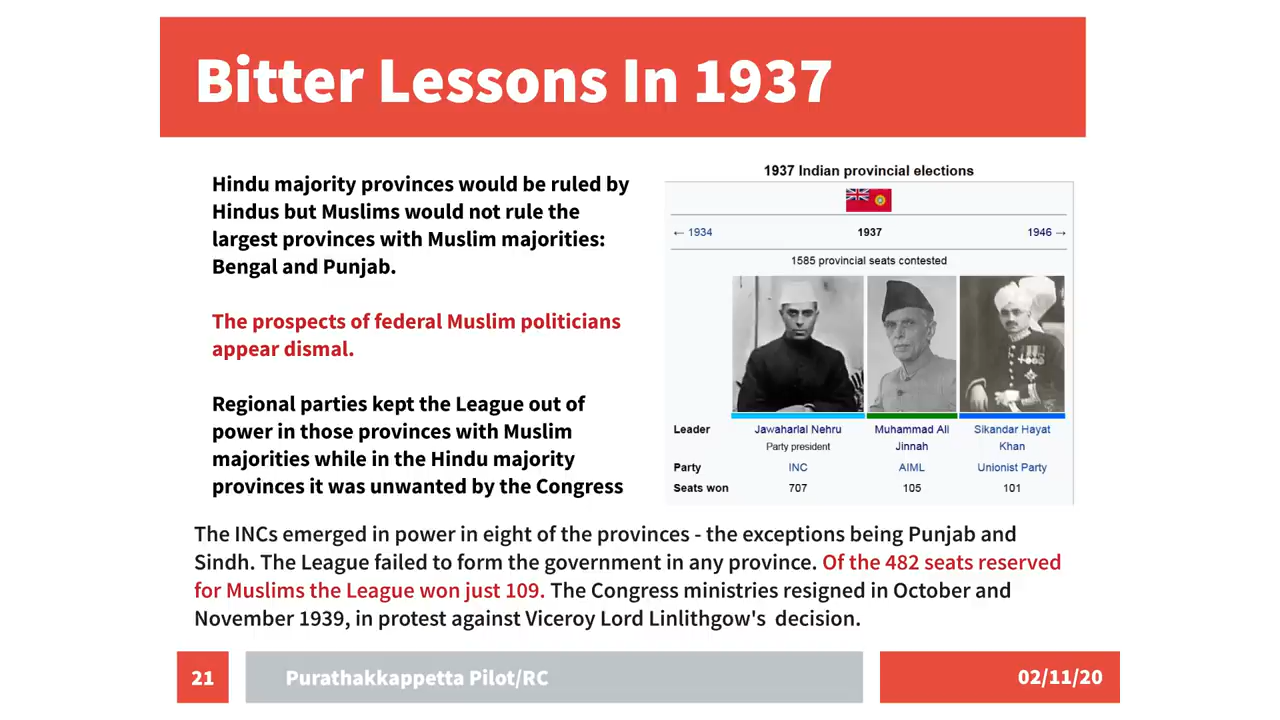 Bitter Lessons In 1937
Hindu majority provinces would be ruled by
Hindus but Muslims would not rule the
largest provinces with Muslim majorities:
Bengal and Punjab.
The prospects of federal Muslim politicians
appear dismal.
Regional parties kept the League out of
power in those provinces with Muslim
majorities while in the Hindu majority
provinces it was unwanted by the Congress
1937 Indian provincial elections
← 1934 1937 1946 →
1585 provincial seats contested
Leader Jawaharlal Nehru Muhammad Ali Sikandar Hayat
Party president Jinnah Khan
Party INC AIML Unionist Party
Seats won 707 105 101
The INCs emerged in power in eight of the provinces - the exceptions being Punjab and
Sindh. The League failed to form the government in any province. Of the 482 seats reserved
for Muslims the League won just 109. The Congress ministries resigned in October and
November 1939, in protest against Viceroy Lord Linlithgow's  decision.
21 Purathakkappetta Pilot/RC 02/11/20